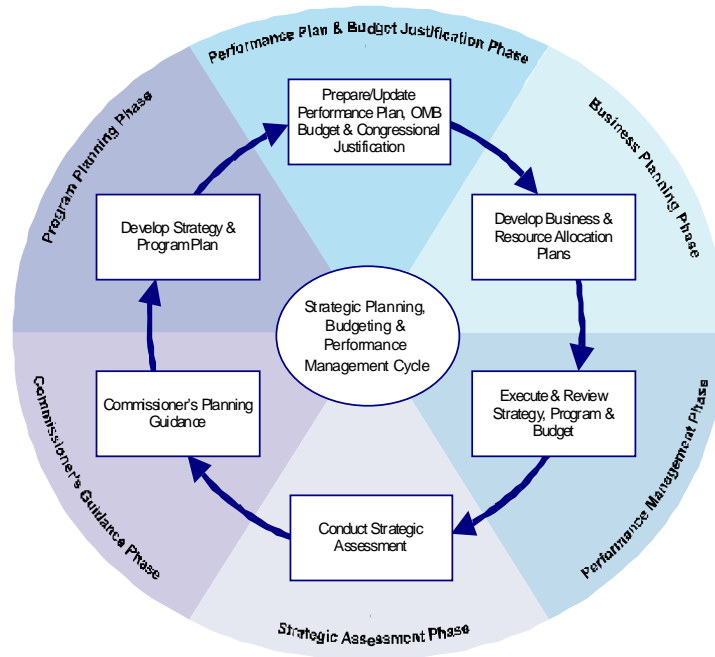 Performance Plan & Budget Justification Phase
Prepare/Update
Performance Plan, OMB
Budget & Congressional
Justification
Business Planning Phase
Develop Business &
Resource Allocation
Plans
Performance Management Phase
Execute & Review
Strategy, Program &
Budget
Strategic Assessment Phase
Conduct Strategic
Assessment
Commissioner's Guidance Phase
Commissioner's Planning
Guidance
Program Planning Phase
Develop Strategy &
Program Plan
Strategic Planning,
Budgeting &
Performance
Management Cycle